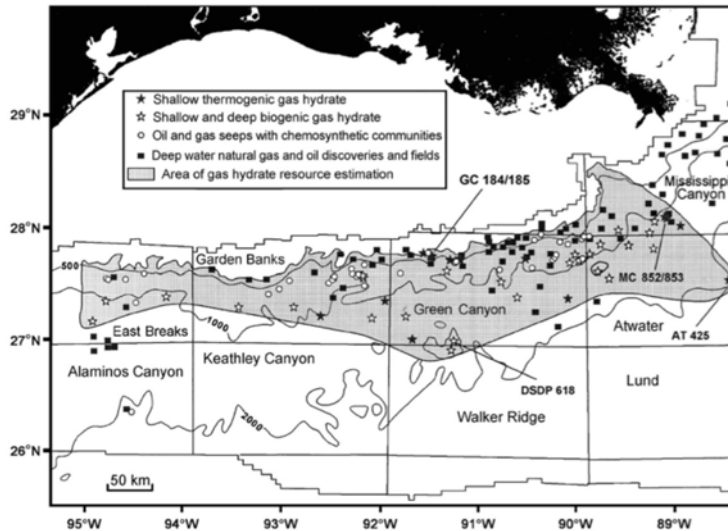 29°N
28°N
27°N
26°N
★ Shallow thermogenic gas hydrate
☆ Shallow and deep biogenic gas hydrate
○ Oil and gas seeps with chemosynthetic communities
■ Deep water natural gas and oil discoveries and fields
Area of gas hydrate resource estimation
GC 184/185
Mississippi
Canyon
Garden Banks
500
MC 852/853
Green Canyon
East Breaks
1000
Atwater
AT 425
Keathley Canyon
Alaminos Canyon
DSDP 618
Lund
Walker Ridge
2000
50 km
95°W
94°W
93°W
92°W
91°W
90°W
89°W